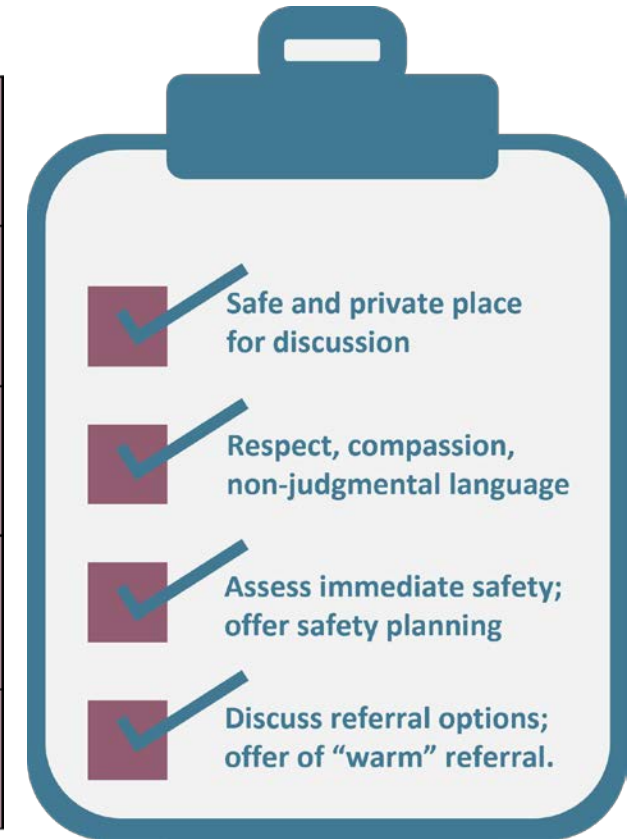 Safe and private place
for discussion
Respect, compassion,
non-judgmental language
Assess immediate safety;
offer safety planning
Discuss referral options;
offer of “warm” referral.